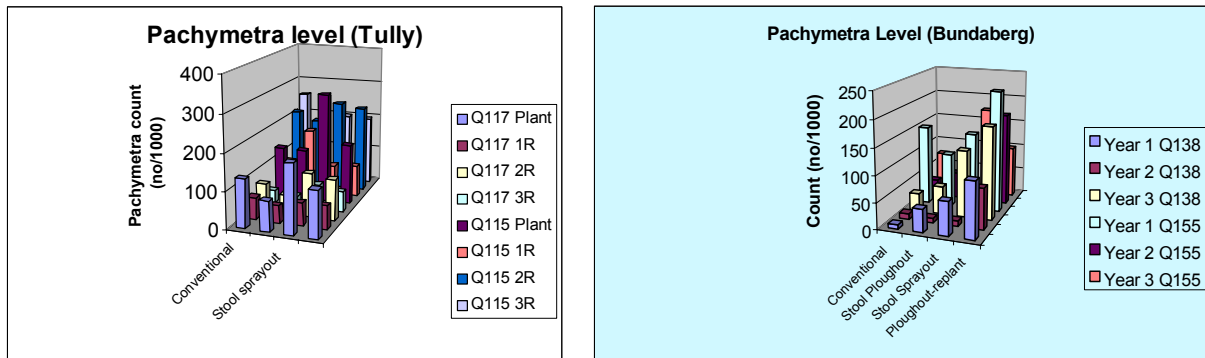 Pachymetra level (Tully)
Pachymetra count
(no/1000)
400
300
200
100
0
Conventional
Stool sprayout
Q117 Plant
Q117 1R
Q117 2R
Q117 3R
Q115 Plant
Q115 1R
Q115 2R
Q115 3R
Pachymetra Level (Bundaberg)
Count (no/1000)
250
200
150
100
50
0
Conventional
Stool Ploughout
Stool Sprayout
Ploughout-replant
Year 1 Q138
Year 2 Q138
Year 3 Q138
Year 1 Q155
Year 2 Q155
Year 3 Q155